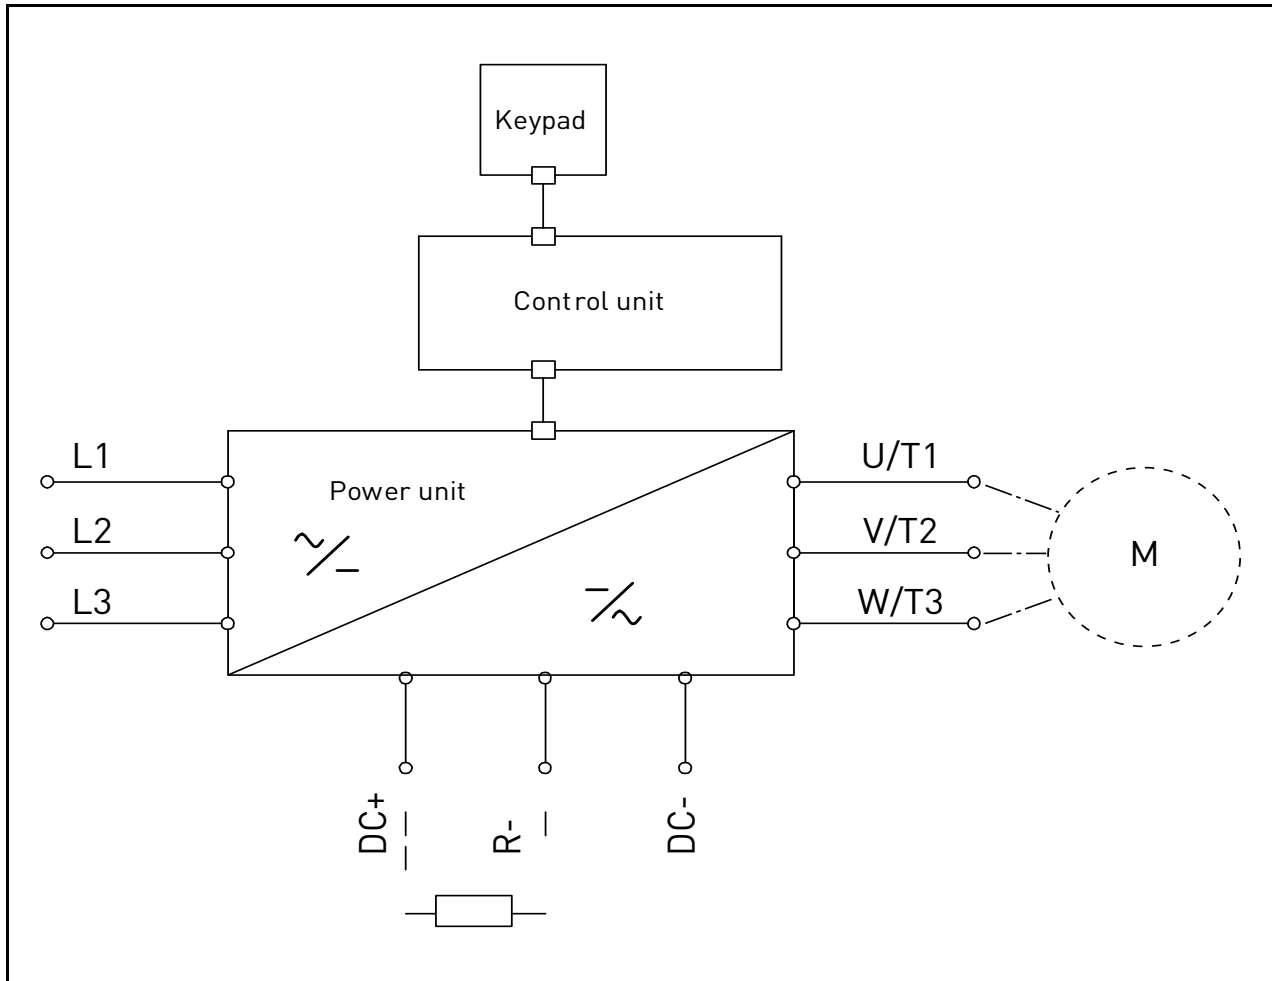 Keypad
Control unit
L1
U/T1
Power unit
L2
V/T2
M
L3
W/T3
DC+
R-
DC-